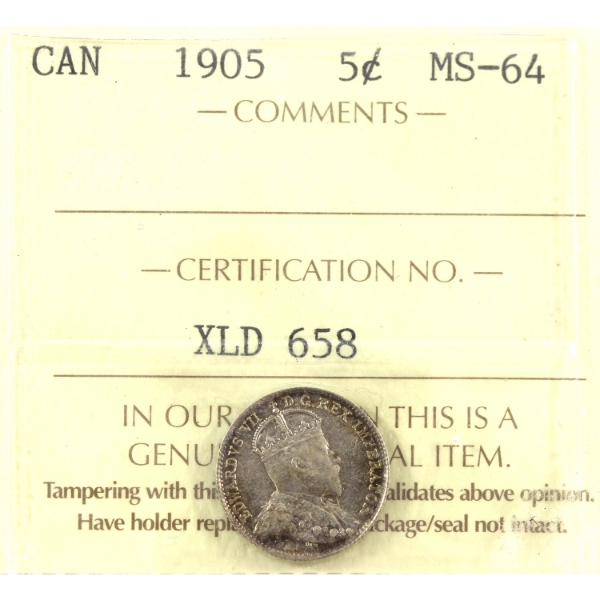 CAN 1905 5¢ MS-64
— COMMENTS —
— CERTIFICATION NO. —
XLD 658
IN OUR THIS IS A
GENU AL ITEM.
Tampering with thi alidates above opinion.
Have holder repl ckage/seal not intact.
EDWARDVS VII D.G.REX IMPERATOR